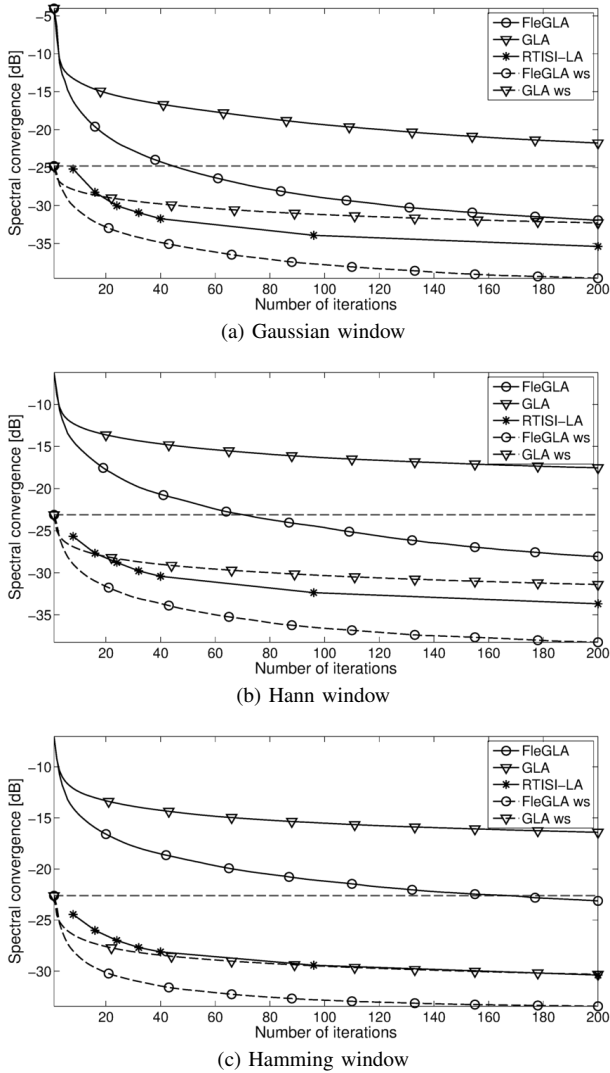 FleGLA
GLA
RTISI−LA
FleGLA ws
GLA ws
Spectral convergence [dB]
−5
−10
−15
−20
−25
−30
−35
20 40 60 80 100 120 140 160 180 200
Number of iterations
(a) Gaussian window
FleGLA
GLA
RTISI−LA
FleGLA ws
GLA ws
Spectral convergence [dB]
−10
−15
−20
−25
−30
−35
20 40 60 80 100 120 140 160 180 200
Number of iterations
(b) Hann window
FleGLA
GLA
RTISI−LA
FleGLA ws
GLA ws
Spectral convergence [dB]
−10
−15
−20
−25
−30
20 40 60 80 100 120 140 160 180 200
Number of iterations
(c) Hamming window